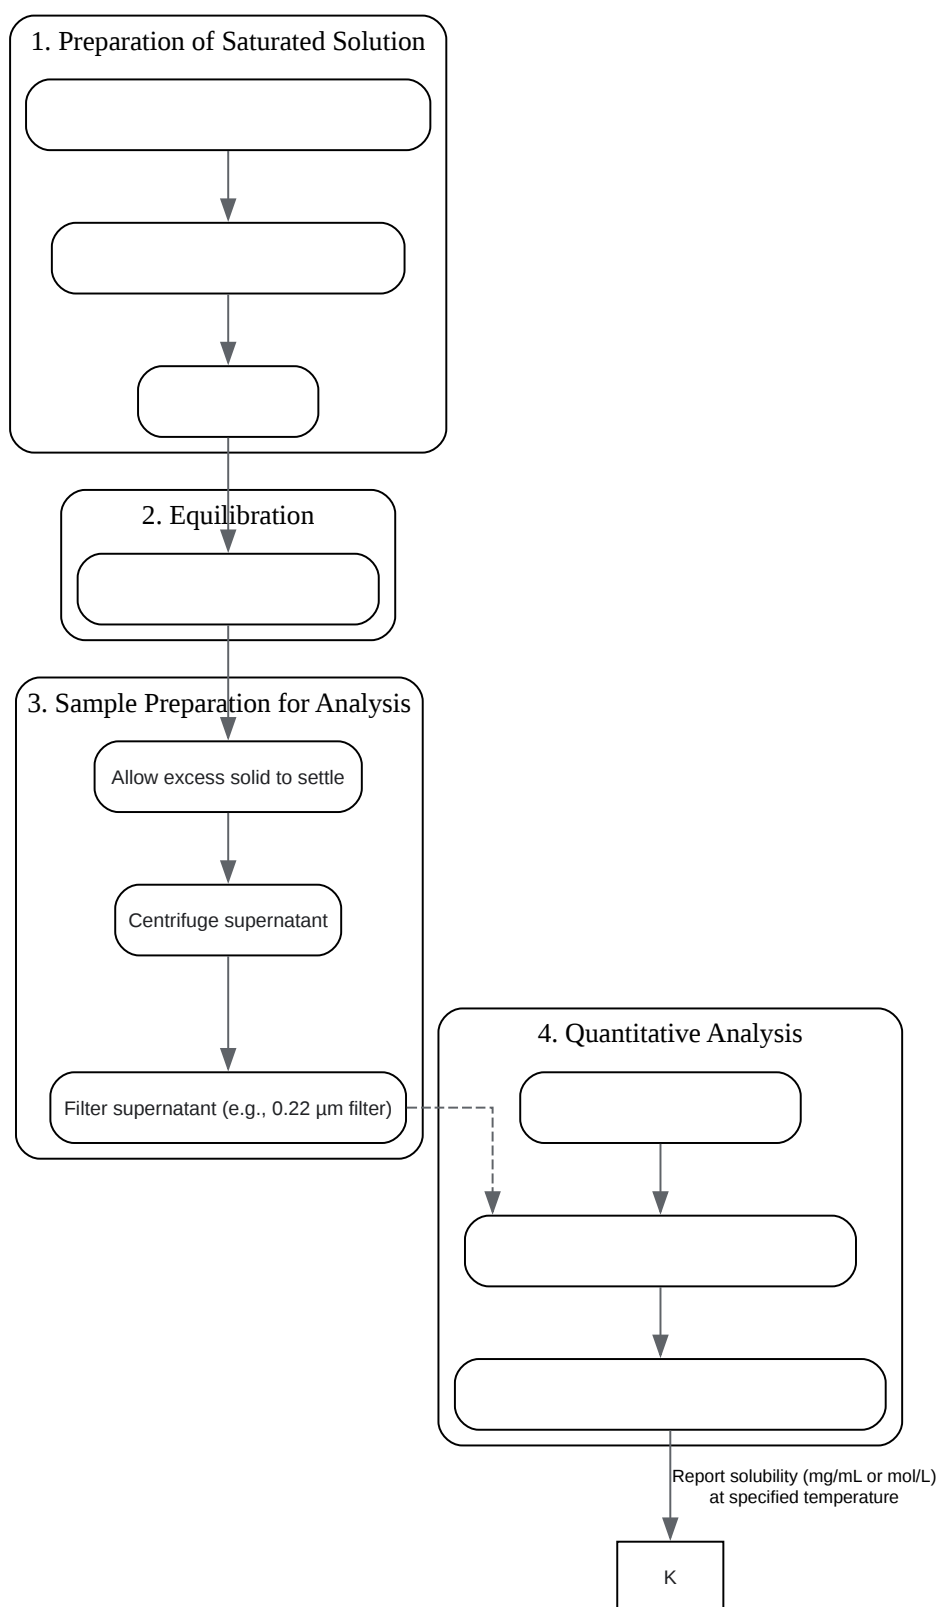 1. Preparation of Saturated Solution
2. Equilibration
3. Sample Preparation for Analysis
Allow excess solid to settle
Centrifuge supernatant
Filter supernatant (e.g., 0.22 µm filter)
4. Quantitative Analysis
Report solubility (mg/mL or mol/L)
at specified temperature
K